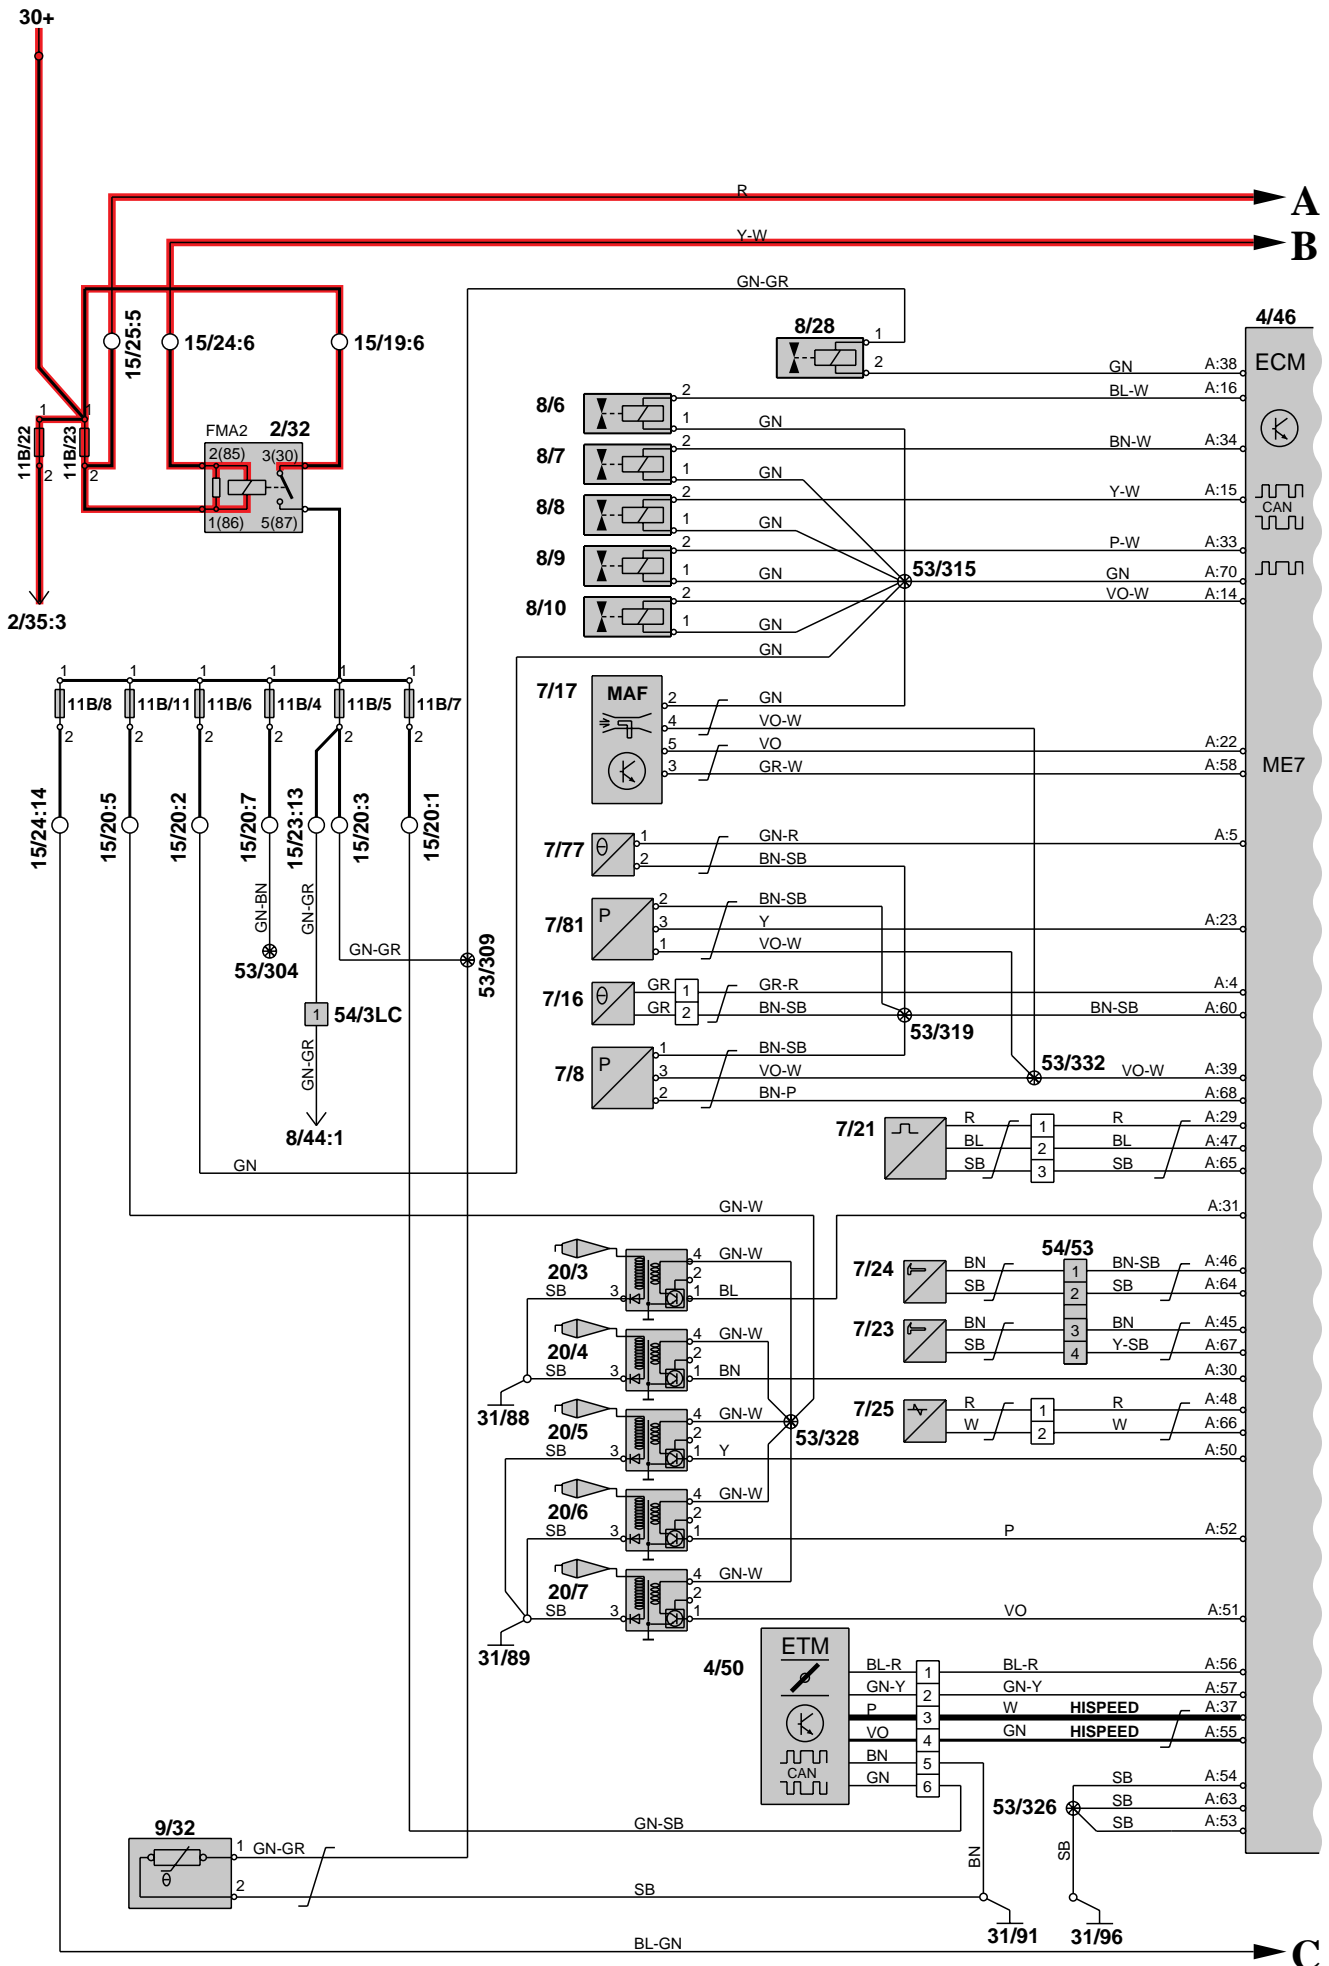 30+
R
A
Y-W
B
GN-GR
15/25:5
15/24:6
15/19:6
8/28
1
2
GN
A:38
4/46
ECM
8/6
2
BL-W
A:16
1
GN
1
1
11B/22
11B/23
2
2
FMA2
2/32
2(85)
3(30)
1(86)
5(87)
8/7
2
BN-W
A:34
1
GN
8/8
2
Y-W
A:15
CAN
1
GN
8/9
2
P-W
A:33
1
GN
53/315
GN
A:70
8/10
2
VO-W
A:14
1
GN
GN
2/35:3
1
1
1
1
1
1
11B/8
11B/11
11B/6
11B/4
11B/5
11B/7
2
2
2
2
2
2
7/17
MAF
2
GN
4
VO-W
5
VO
A:22
3
GR-W
A:58
ME7
15/24:14
15/20:5
15/20:2
15/20:7
15/23:13
15/20:3
15/20:1
7/77
θ
1
GN-R
A:5
2
BN-SB
GN-BN
GN-GR
7/81
P
2
BN-SB
3
Y
A:23
1
VO-W
GN-GR
53/304
53/309
7/16
θ
GR
1
GR-R
A:4
GR
2
BN-SB
BN-SB
A:60
53/319
1
54/3LC
GN-GR
7/8
P
1
BN-SB
53/332
3
VO-W
VO-W
A:39
2
BN-P
A:68
8/44:1
7/21
R
1
R
A:29
BL
2
BL
A:47
SB
3
SB
A:65
GN
GN-W
A:31
20/3
4
GN-W
2
SB
3
1
BL
54/53
7/24
BN
1
BN-SB
A:46
SB
2
SB
A:64
20/4
4
GN-W
2
SB
3
1
BN
A:30
7/23
BN
3
BN
A:45
SB
4
Y-SB
A:67
31/88
20/5
4
GN-W
2
53/328
SB
3
1
Y
A:50
7/25
R
1
R
A:48
W
2
W
A:66
20/6
4
GN-W
2
SB
3
1
P
A:52
20/7
4
GN-W
2
SB
3
1
VO
A:51
31/89
4/50
ETM
CAN
BL-R
1
BL-R
A:56
GN-Y
2
GN-Y
A:57
P
3
W
HISPEED
A:37
VO
4
GN
HISPEED
A:55
BN
5
GN
6
SB
A:54
53/326
SB
A:63
SB
A:53
GN-SB
9/32
θ
1
GN-GR
2
SB
BN
SB
31/91
31/96
BL-GN
C